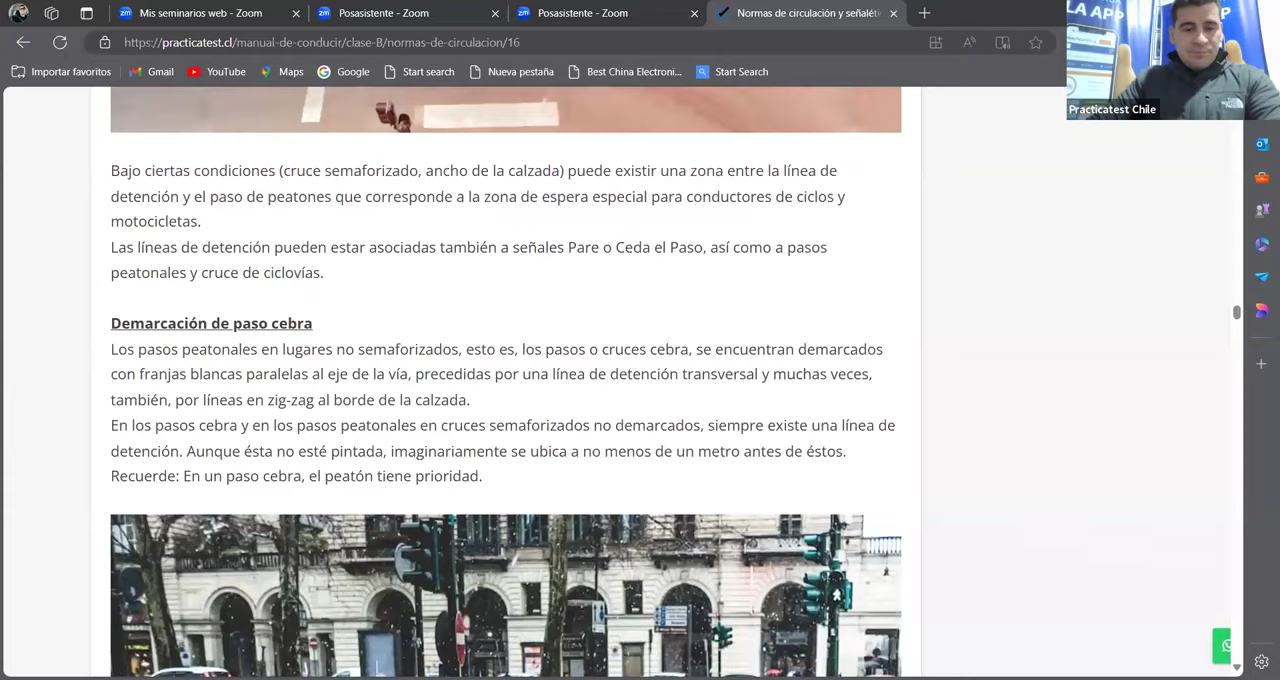 Mis seminarios web - Zoom
Posasistente - Zoom
Posasistente - Zoom
Normas de circulación y señaléti
https://practicatest.cl/manual-de-conducir/clase-B/normas-de-circulacion/16
Importar favoritos
Gmail
YouTube
Maps
Google
Start search
Nueva pestaña
Best China Electroni...
Start Search
LA APP
Practicatest Chile
Bajo ciertas condiciones (cruce semaforizado, ancho de la calzada) puede existir una zona entre la línea de
detención y el paso de peatones que corresponde a la zona de espera especial para conductores de ciclos y
motocicletas.
Las líneas de detención pueden estar asociadas también a señales Pare o Ceda el Paso, así como a pasos
peatonales y cruce de ciclovías.
Demarcación de paso cebra
Los pasos peatonales en lugares no semaforizados, esto es, los pasos o cruces cebra, se encuentran demarcados
con franjas blancas paralelas al eje de la vía, precedidas por una línea de detención transversal y muchas veces,
también, por líneas en zig-zag al borde de la calzada.
En los pasos cebra y en los pasos peatonales en cruces semaforizados no demarcados, siempre existe una línea de
detención. Aunque ésta no esté pintada, imaginariamente se ubica a no menos de un metro antes de éstos.
Recuerde: En un paso cebra, el peatón tiene prioridad.